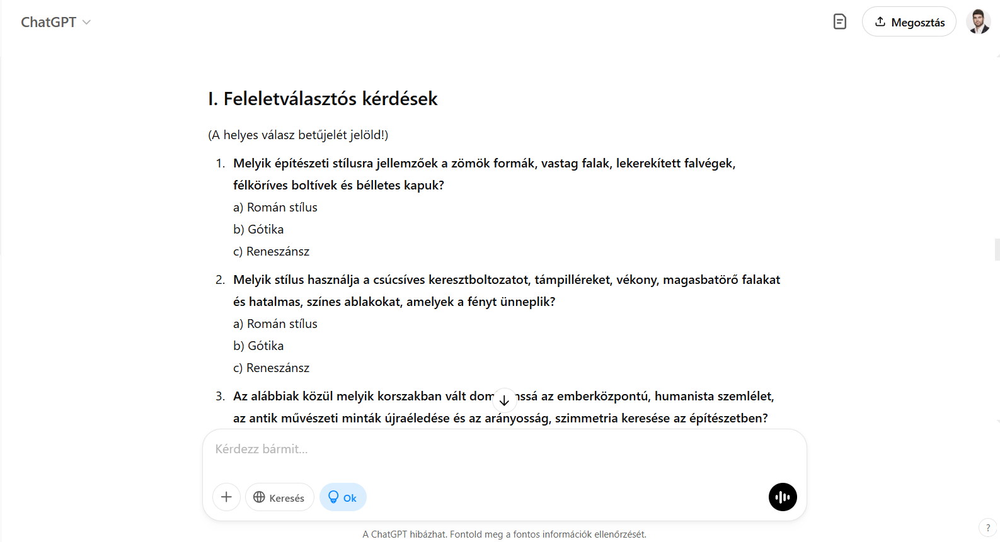 ChatGPT
Megosztás
I. Feleletválasztós kérdések
(A helyes válasz betűjelét jelöld!)
1. Melyik építészeti stílusra jellemzőek a zömök formák, vastag falak, lekerekített falvégek,
félköríves boltívek és bélletes kapuk?
a) Román stílus
b) Gótika
c) Reneszánsz
2. Melyik stílus használja a csúcsíves keresztboltozatot, támpilléreket, vékony, magasbatörő falakat
és hatalmas, színes ablakokat, amelyek a fényt ünneplik?
a) Román stílus
b) Gótika
c) Reneszánsz
3. Az alábbiak közül melyik korszakban vált az emberközpontú, humanista szemlélet,
az antik művészeti minták újraéledése és az arányosság, szimmetria keresése az építészetben?
Kérdezz bármit...
Keresés
Ok
A ChatGPT hibázhat. Fontold meg a fontos információk ellenőrzését.
?